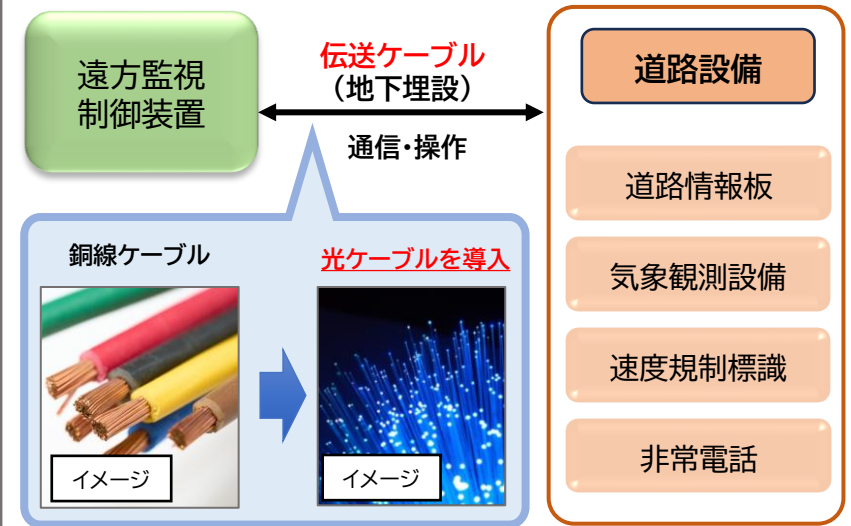 遠方監視
制御装置
伝送ケーブル
（地下埋設）
通信・操作
道路設備
道路情報板
気象観測設備
速度規制標識
非常電話
銅線ケーブル
光ケーブルを導入
イメージ
イメージ